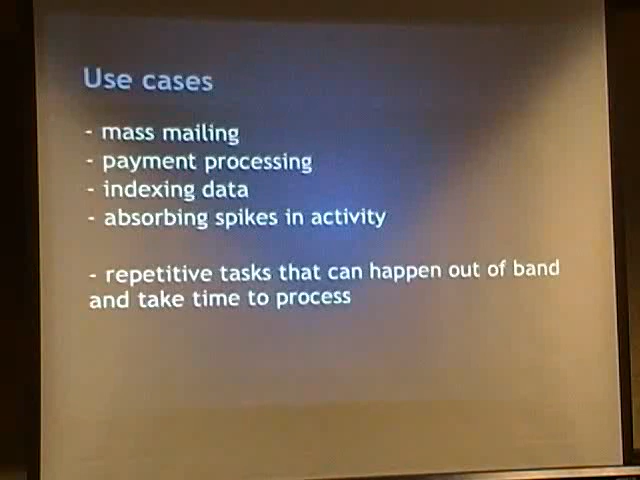 Use cases
- mass mailing
- payment processing
- indexing data
- absorbing spikes in activity
- repetitive tasks that can happen out of band
and take time to process